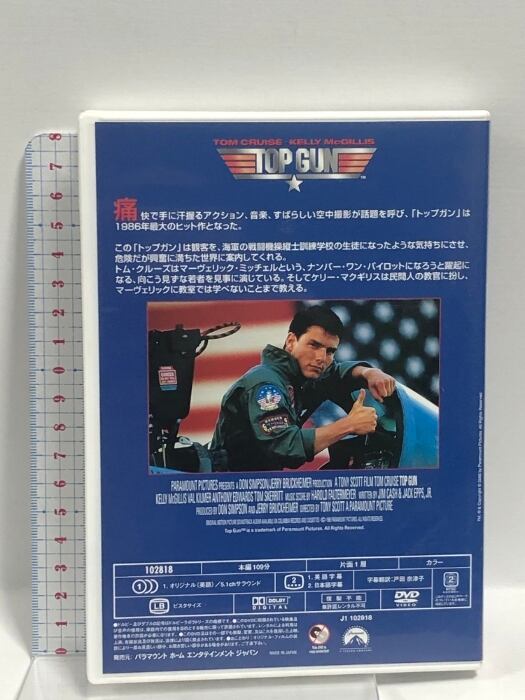 TOM CRUISE · KELLY McGILLIS
TOP GUN
痛快で手に汗握るアクション、音楽、すばらしい空中撮影が話題を呼び、「トップガン」は
1986年最大のヒット作となった。
この「トップガン」は観客を、海軍の戦闘機操縦士訓練学校の生徒になったような気持ちにさせ、
危険だが興奮に満ちた世界に案内してくれる。
トム・クルーズはマーヴェリック・ミッチェルという、ナンバー・ワン・パイロットになろうと躍起に
なる、向こう見ずな若者を見事に演じている。そしてケリー・マクギリスは民間人の教官に扮し、
マーヴェリックに教室では学べないことまで教える。
PARAMOUNT PICTURES PRESENTS A DON SIMPSON/JERRY BRUCKHEIMER PRODUCTION A TONY SCOTT FILM TOM CRUISE TOP GUN
KELLY McGILLIS VAL KILMER ANTHONY EDWARDS TOM SKERRITT MUSIC SCORE BY HAROLD FALTERMEYER WRITTEN BY JIM CASH & JACK EPPS, JR.
PRODUCED BY DON SIMPSON AND JERRY BRUCKHEIMER DIRECTED BY TONY SCOTT A PARAMOUNT PICTURE
Top Gun™ is a trademark of Paramount Pictures. All Rights Reserved.
102818 本編109分 片面1層 カラー
1. オリジナル（英語）／5.1chサラウンド
2 1. 英語字幕
2. 日本語字幕
字幕翻訳：戸田 奈津子
2
LB ビスタサイズ
DOLBY DIGITAL
複製不能
無許諾レンタル不可
DVD VIDEO
J1 102818
発売元：パラマウント ホーム エンタテインメント ジャパン
MADE IN JAPAN
1 2 3 4 5 6 7 8